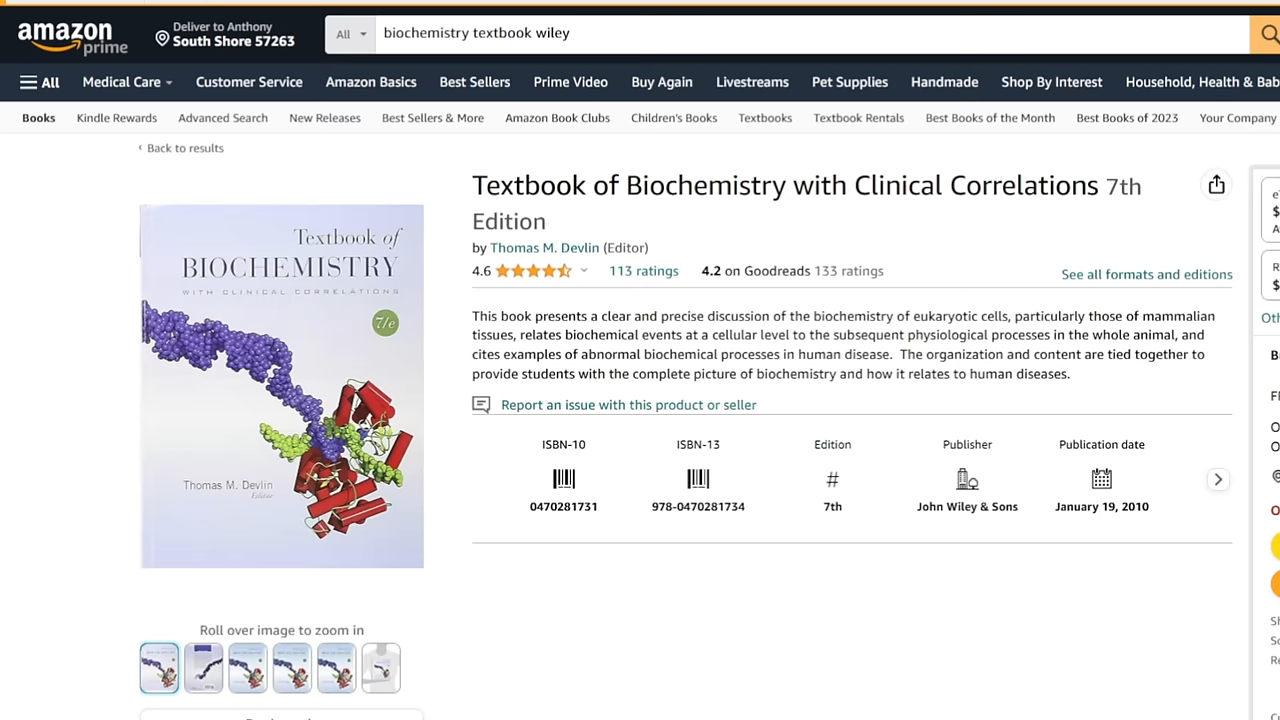 amazon
prime
Deliver to Anthony
South Shore 57263
All
biochemistry textbook wiley
All Medical Care Customer Service Amazon Basics Best Sellers Prime Video Buy Again Livestreams Pet Supplies Handmade Shop By Interest Household, Health & Bab
Books Kindle Rewards Advanced Search New Releases Best Sellers & More Amazon Book Clubs Children's Books Textbooks Textbook Rentals Best Books of the Month Best Books of 2023 Your Company
‹ Back to results
Textbook of
BIOCHEMISTRY
WITH CLINICAL CORRELATIONS
7/e
Thomas M. Devlin
Editor
Roll over image to zoom in
Textbook of Biochemistry with Clinical Correlations 7th
Edition
by Thomas M. Devlin (Editor)
4.6 113 ratings 4.2 on Goodreads 133 ratings
See all formats and editions
This book presents a clear and precise discussion of the biochemistry of eukaryotic cells, particularly those of mammalian
tissues, relates biochemical events at a cellular level to the subsequent physiological processes in the whole animal, and
cites examples of abnormal biochemical processes in human disease. The organization and content are tied together to
provide students with the complete picture of biochemistry and how it relates to human diseases.
Report an issue with this product or seller
ISBN-10 ISBN-13 Edition Publisher Publication date
#
0470281731 978-0470281734 7th John Wiley & Sons January 19, 2010